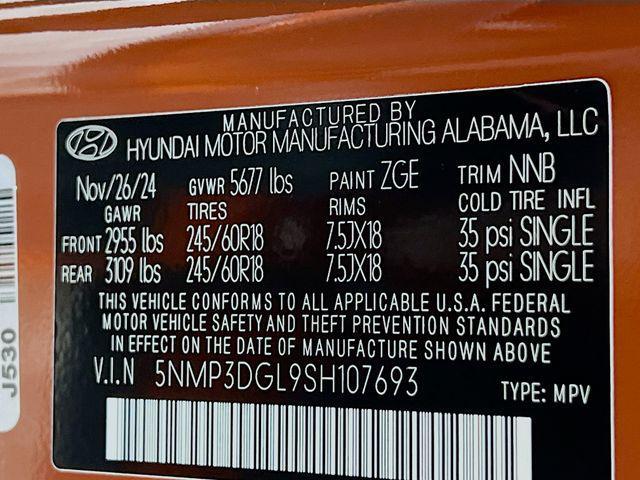 MANUFACTURED BY
HYUNDAI MOTOR MANUFACTURING ALABAMA, LLC
Nov/26/24 GVWR 5677 lbs PAINT ZGE TRIM NNB
GAWR TIRES RIMS COLD TIRE INFL
FRONT 2955 lbs 245/60R18 7.5JX18 35 psi SINGLE
REAR 3109 lbs 245/60R18 7.5JX18 35 psi SINGLE
THIS VEHICLE CONFORMS TO ALL APPLICABLE U.S.A. FEDERAL
MOTOR VEHICLE SAFETY AND THEFT PREVENTION STANDARDS
IN EFFECT ON THE DATE OF MANUFACTURE SHOWN ABOVE
V.I.N 5NMP3DGL9SH107693 TYPE: MPV
J530